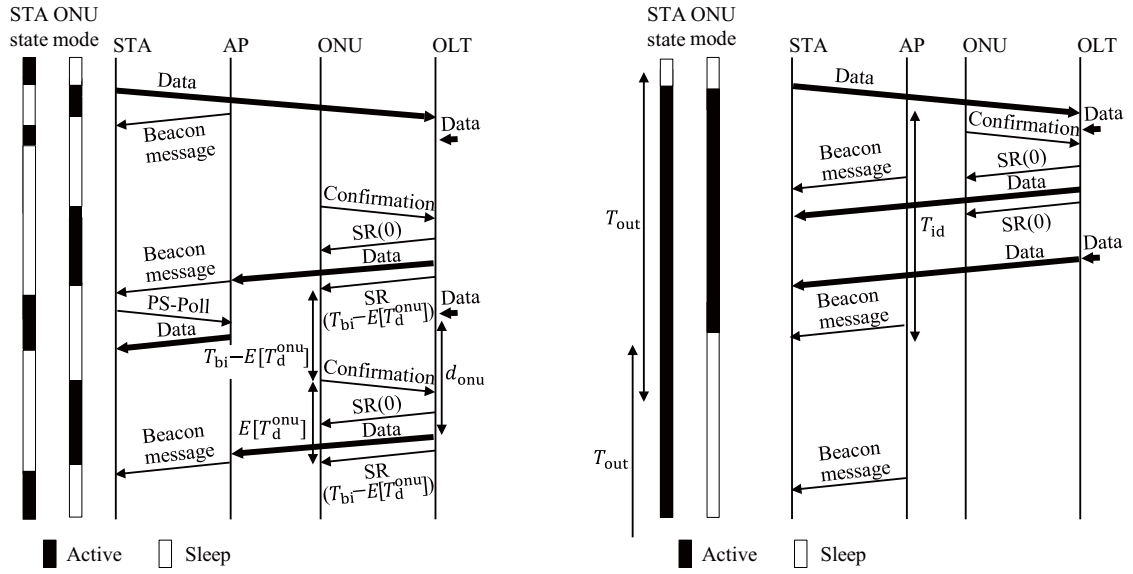 STA ONU
state mode
STA
AP
ONU
OLT
Data
Data
Beacon
message
Confirmation
SR(0)
Data
Beacon
message
PS-Poll
SR
(T_bi−E[T_d^onu])
Data
Data
T_bi−E[T_d^onu]
Confirmation
d_onu
SR(0)
E[T_d^onu]
Data
Beacon
message
SR
(T_bi−E[T_d^onu])
Active
Sleep
STA ONU
state mode
STA
AP
ONU
OLT
Data
Data
Confirmation
Beacon
message
SR(0)
Data
T_out
T_id
SR(0)
Data
Data
Beacon
message
Beacon
message
T_out
Active
Sleep